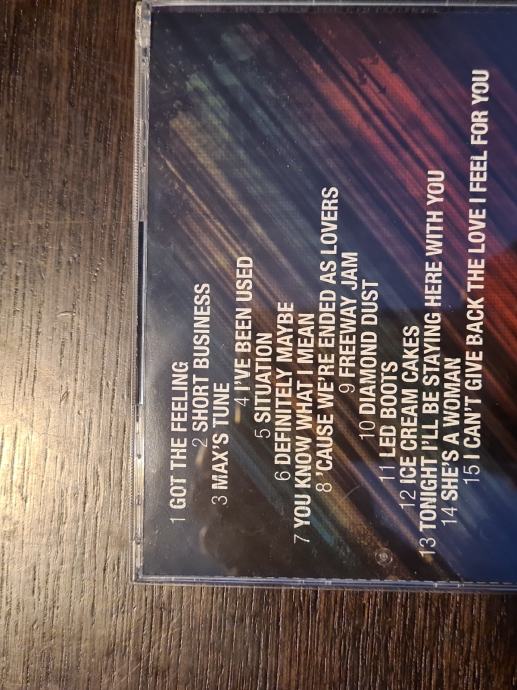 1 GOT THE FEELING
2 SHORT BUSINESS
3 MAX'S TUNE
4 I'VE BEEN USED
5 SITUATION
6 DEFINITELY MAYBE
7 YOU KNOW WHAT I MEAN
8 'CAUSE WE'RE ENDED AS LOVERS
9 FREEWAY JAM
10 DIAMOND DUST
11 LED BOOTS
12 ICE CREAM CAKES
13 TONIGHT I'LL BE STAYING HERE WITH YOU
14 SHE'S A WOMAN
15 I CAN'T GIVE BACK THE LOVE I FEEL FOR YOU